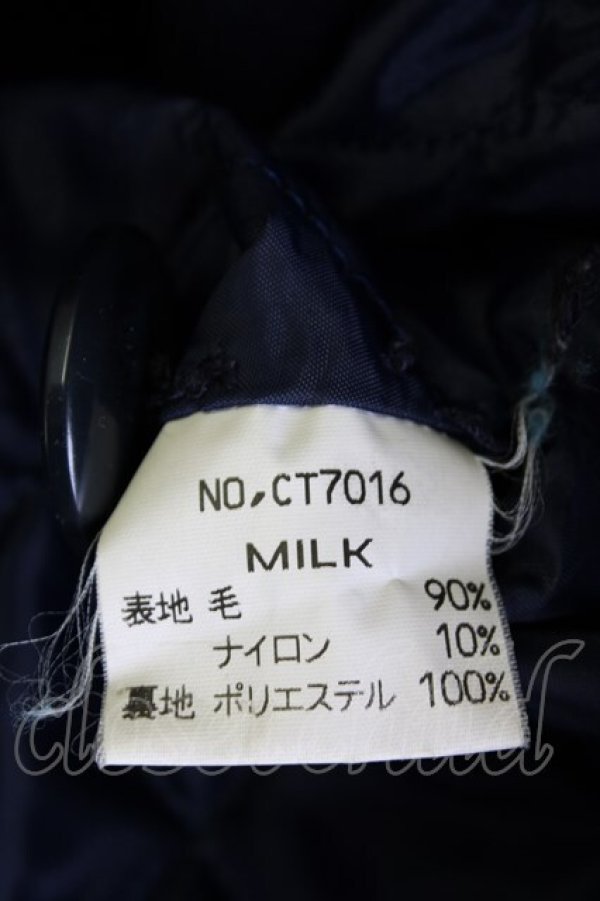 NO,CT7016
MILK
表地 毛 90%
ナイロン 10%
裏地 ポリエステル 100%
closetchild